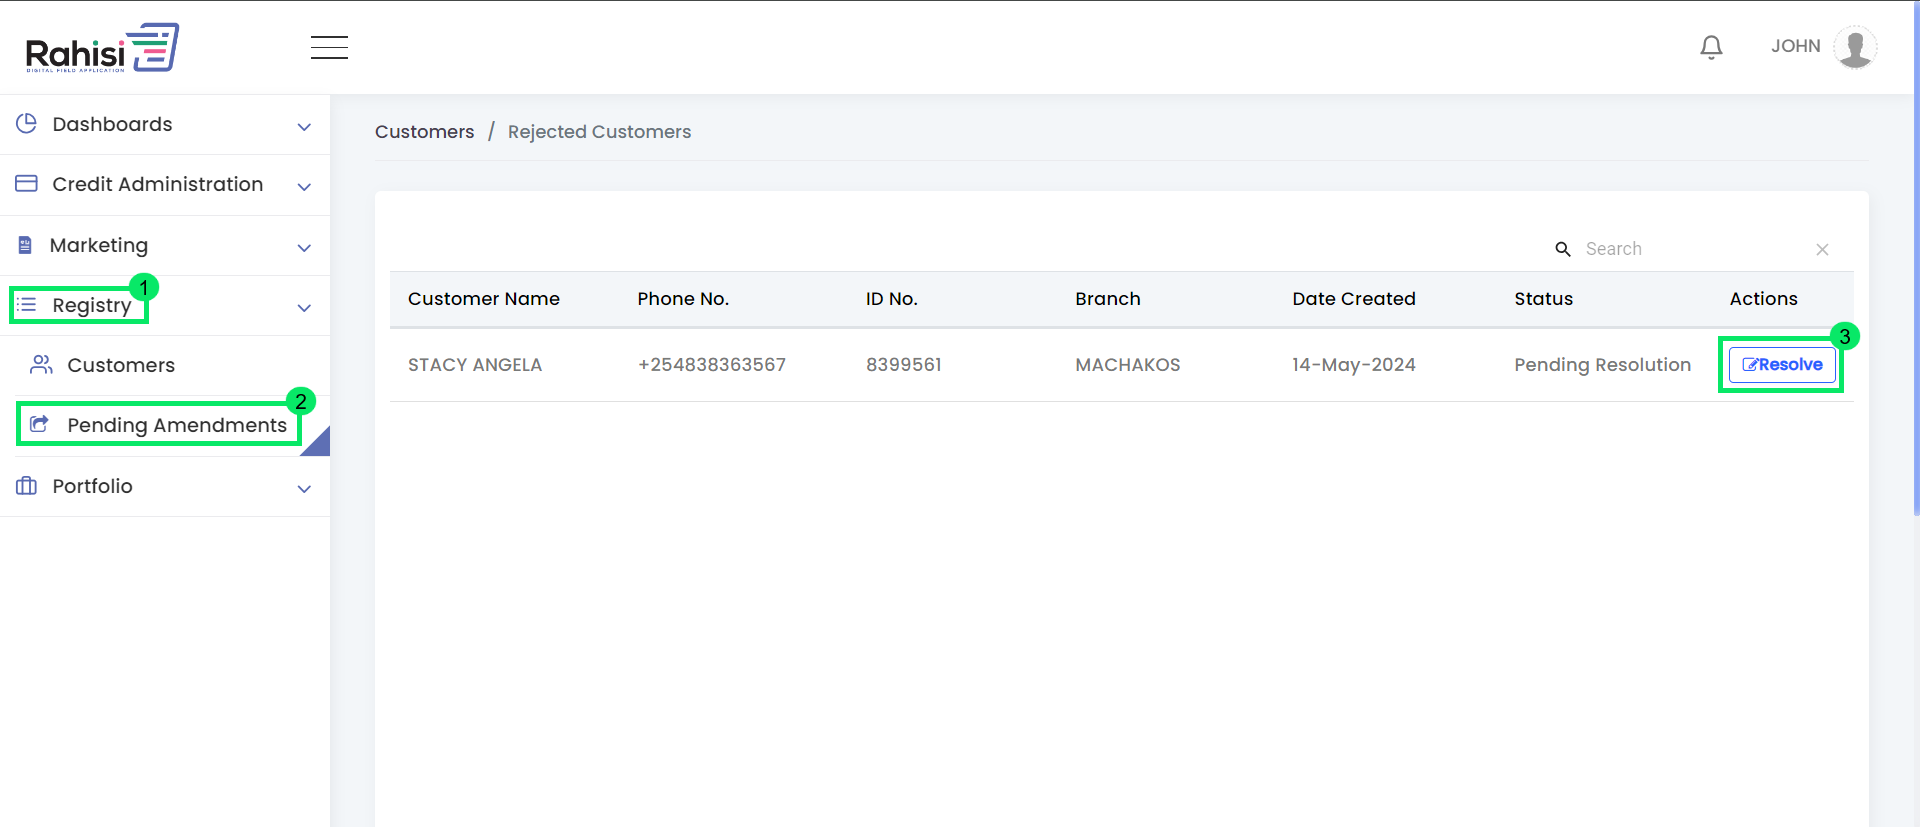 Rahisi
DIGITAL FIELD APPLICATION
JOHN
Dashboards
Credit Administration
Marketing
1
Registry
Customers
2
Pending Amendments
Portfolio
Customers / Rejected Customers
Search
Customer Name Phone No. ID No. Branch Date Created Status Actions
3
STACY ANGELA +254838363567 8399561 MACHAKOS 14-May-2024 Pending Resolution Resolve